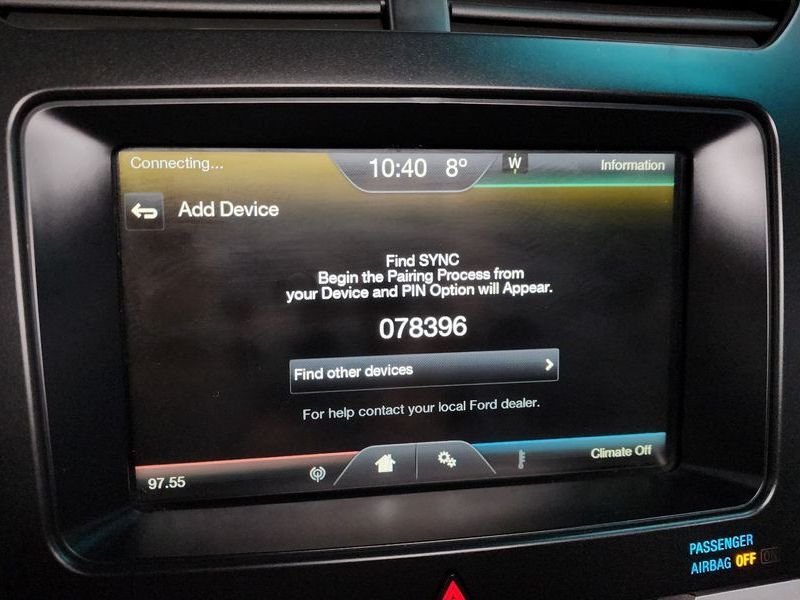 Connecting...
10:40 8°
W
Information
Add Device
Find SYNC
Begin the Pairing Process from
your Device and PIN Option will Appear.
078396
Find other devices
For help contact your local Ford dealer.
97.55
Climate Off
PASSENGER
AIRBAG OFF ON